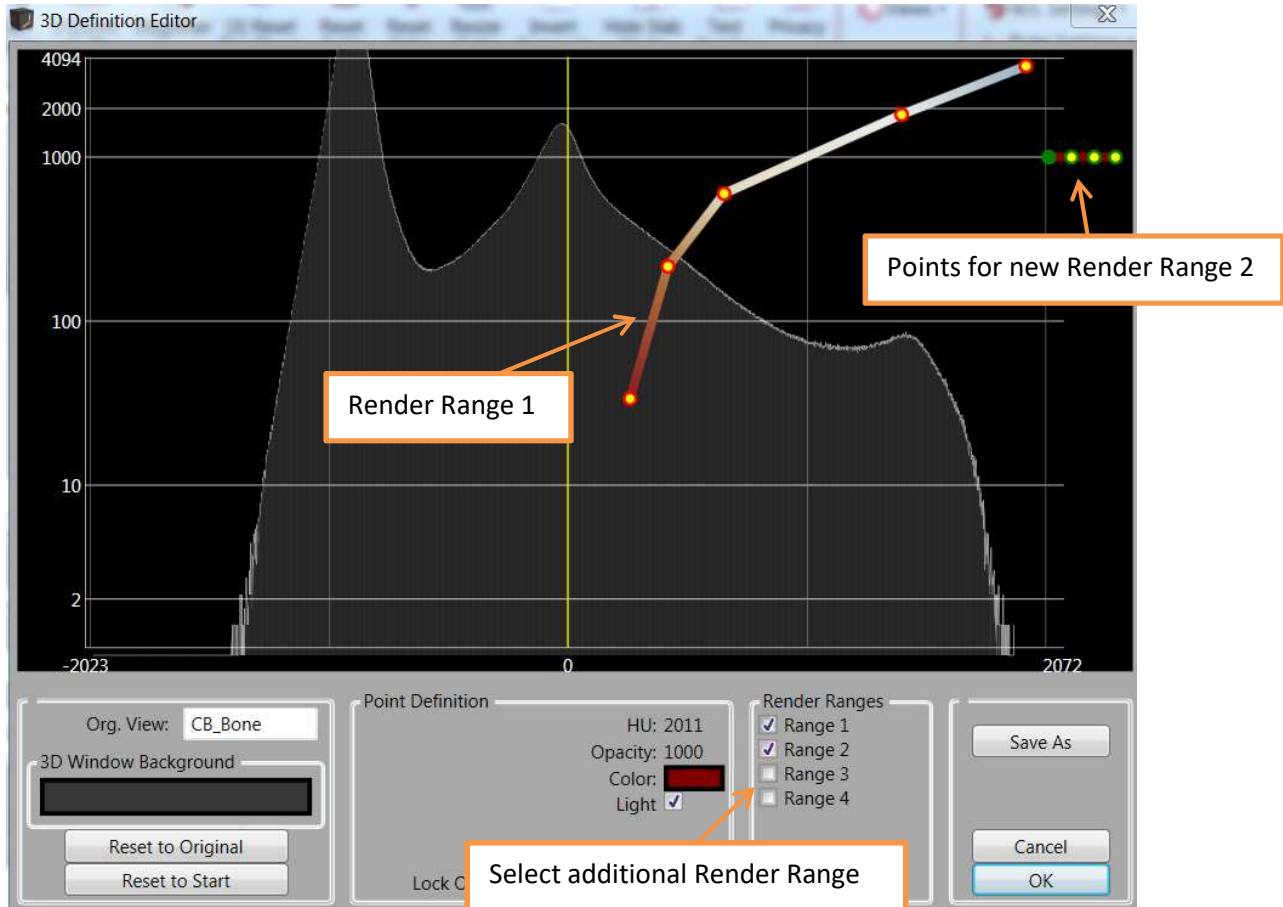 3D Definition Editor
4094
2000
1000
Points for new Render Range 2
100
Render Range 1
10
2
-2023 0 2072
Org. View: CB_Bone
3D Window Background
Reset to Original
Reset to Start
Point Definition
HU: 2011
Opacity: 1000
Color:
Light
Lock
Render Ranges
Range 1
Range 2
Range 3
Range 4
Select additional Render Range
Save As
Cancel
OK